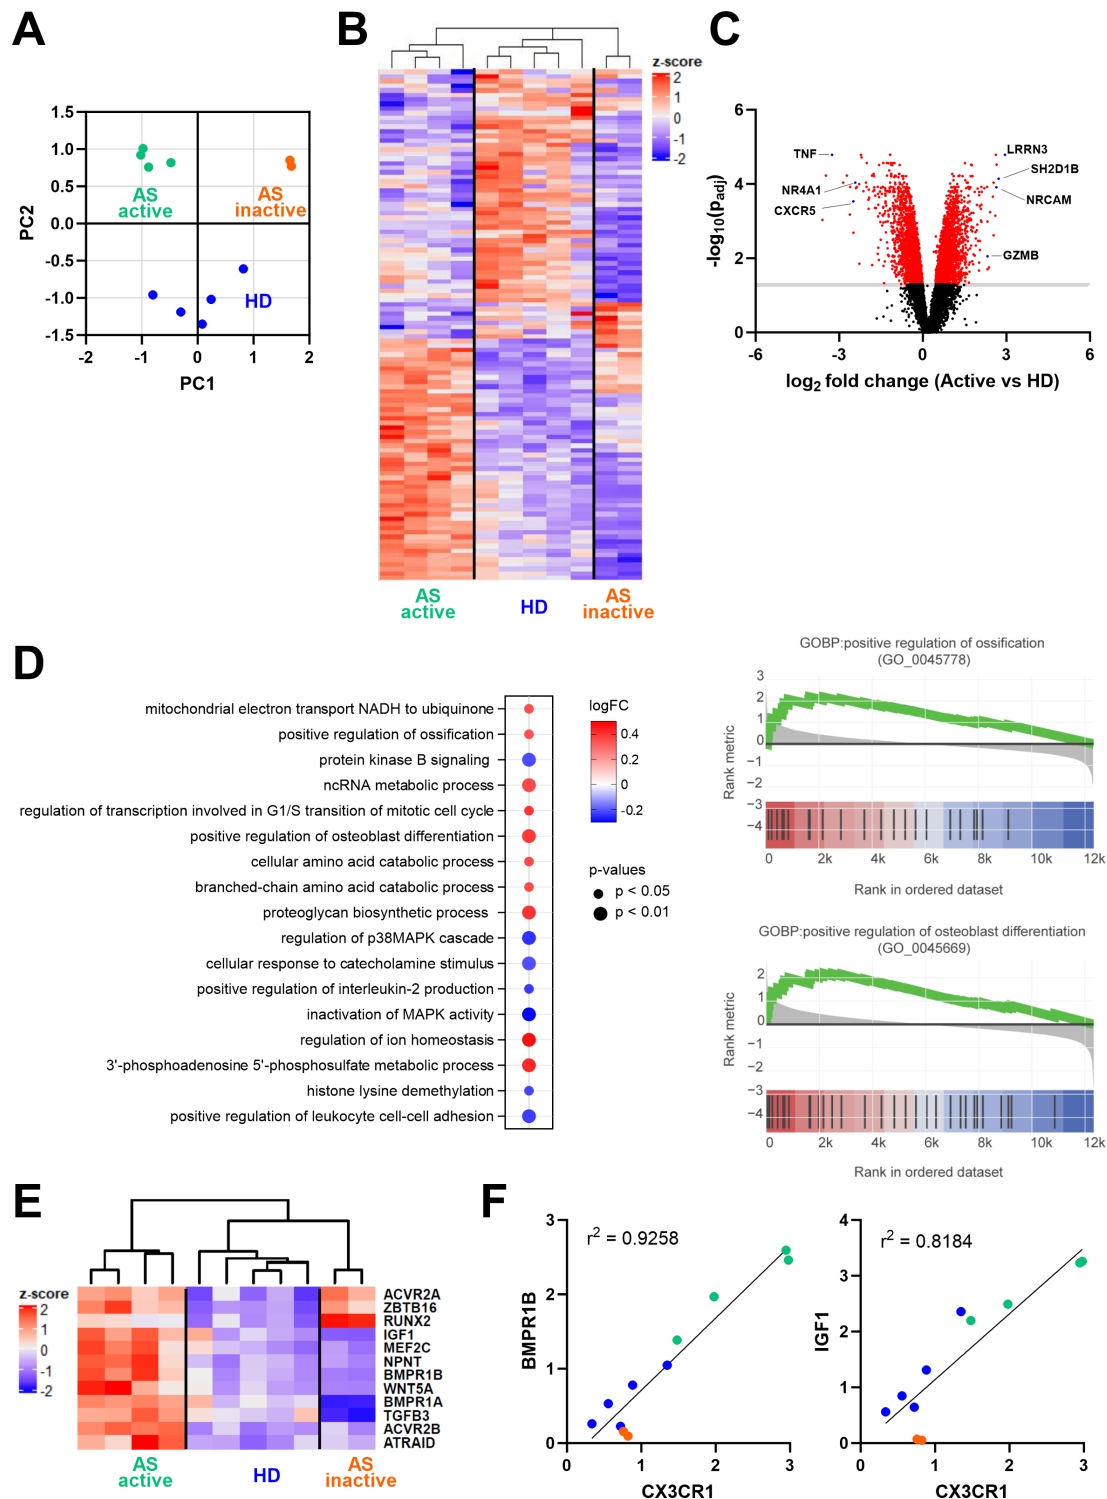 A
B
C
1.5
1.0
0.5
0.0
-0.5
-1.0
-1.5
-2
-1
0
1
2
PC2
PC1
AS
active
AS
inactive
HD
z-score
2
1
0
-1
-2
AS
active
HD
AS
inactive
6
4
2
0
-6
-3
0
3
6
-log10(padj)
log2 fold change (Active vs HD)
TNF
NR4A1
CXCR5
LRRN3
SH2D1B
NRCAM
GZMB
D
mitochondrial electron transport NADH to ubiquinone
positive regulation of ossification
protein kinase B signaling
ncRNA metabolic process
regulation of transcription involved in G1/S transition of mitotic cell cycle
positive regulation of osteoblast differentiation
cellular amino acid catabolic process
branched-chain amino acid catabolic process
proteoglycan biosynthetic process
regulation of p38MAPK cascade
cellular response to catecholamine stimulus
positive regulation of interleukin-2 production
inactivation of MAPK activity
regulation of ion homeostasis
3'-phosphoadenosine 5'-phosphosulfate metabolic process
histone lysine demethylation
positive regulation of leukocyte cell-cell adhesion
logFC
0.4
0.2
0
-0.2
p-values
p < 0.05
p < 0.01
GOBP:positive regulation of ossification
(GO_0045778)
3
2
1
0
−1
−2
−3
−4
Rank metric
0
2k
4k
6k
8k
10k
12k
Rank in ordered dataset
GOBP:positive regulation of osteoblast differentiation
(GO_0045669)
2
1
0
−1
−2
−3
−4
Rank metric
0
2k
4k
6k
8k
10k
12k
Rank in ordered dataset
E
z-score
2
1
0
-1
-2
ACVR2A
ZBTB16
RUNX2
IGF1
MEF2C
NPNT
BMPR1B
WNT5A
BMPR1A
TGFB3
ACVR2B
ATRAID
AS
active
HD
AS
inactive
F
r2 = 0.9258
3
2
1
0
BMPR1B
0
1
2
3
CX3CR1
r2 = 0.8184
4
3
2
1
0
IGF1
0
1
2
3
CX3CR1